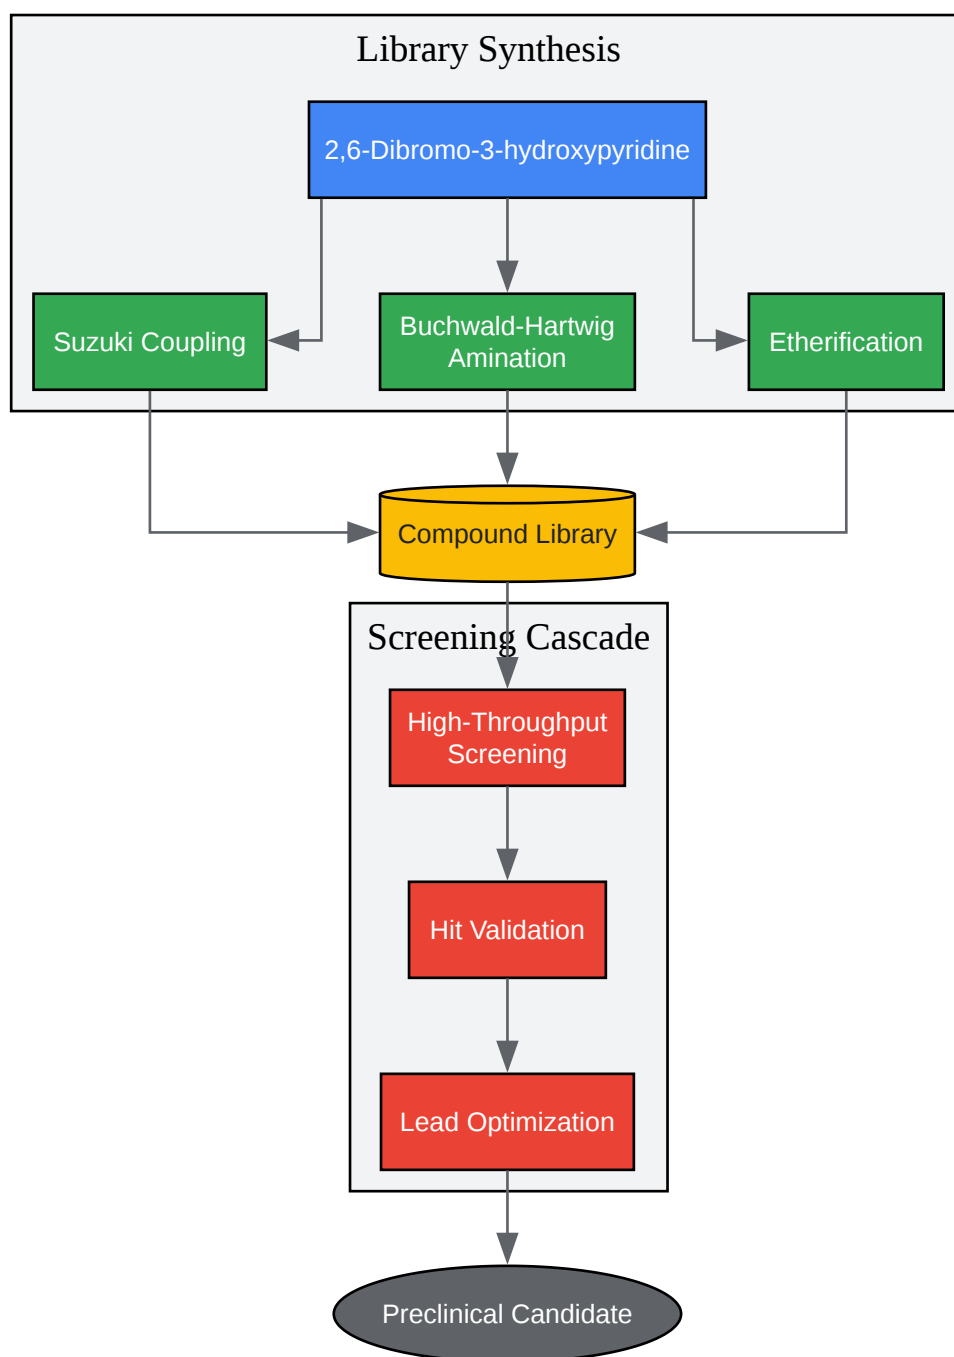 Library Synthesis
2,6-Dibromo-3-hydroxypyridine
Suzuki Coupling
Buchwald-Hartwig
Amination
Etherification
Compound Library
Screening Cascade
High-Throughput
Screening
Hit Validation
Lead Optimization
Preclinical Candidate